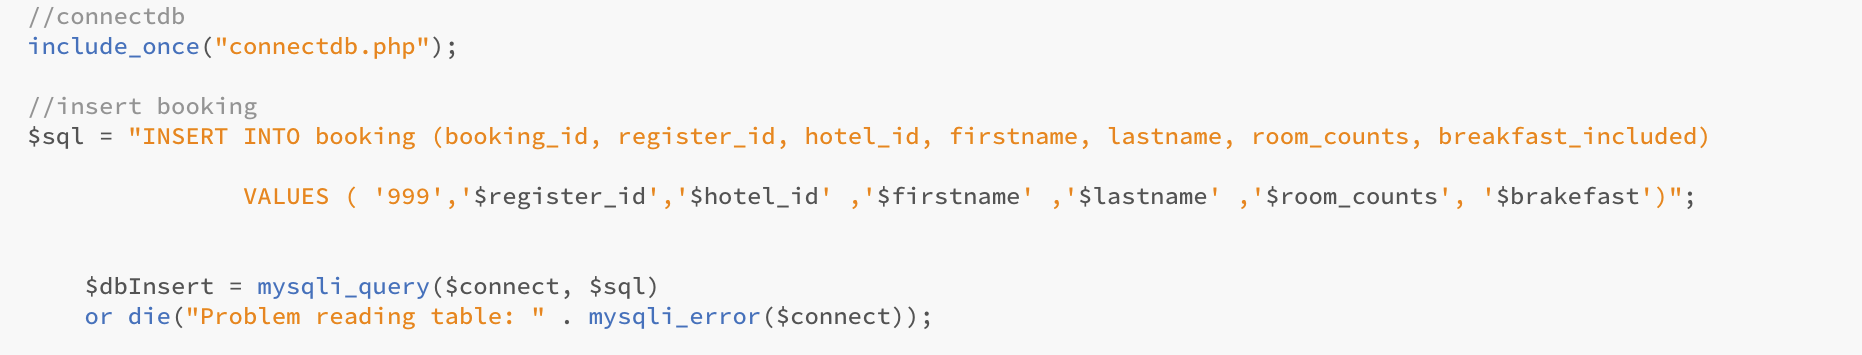 //connectdb
include_once("connectdb.php");
//insert booking
$sql = "INSERT INTO booking (booking_id, register_id, hotel_id, firstname, lastname, room_counts, breakfast_included)
VALUES ( '999','$register_id','$hotel_id' ,'$firstname' ,'$lastname' ,'$room_counts', '$brakefast')";
$dbInsert = mysqli_query($connect, $sql)
or die("Problem reading table: " . mysqli_error($connect));